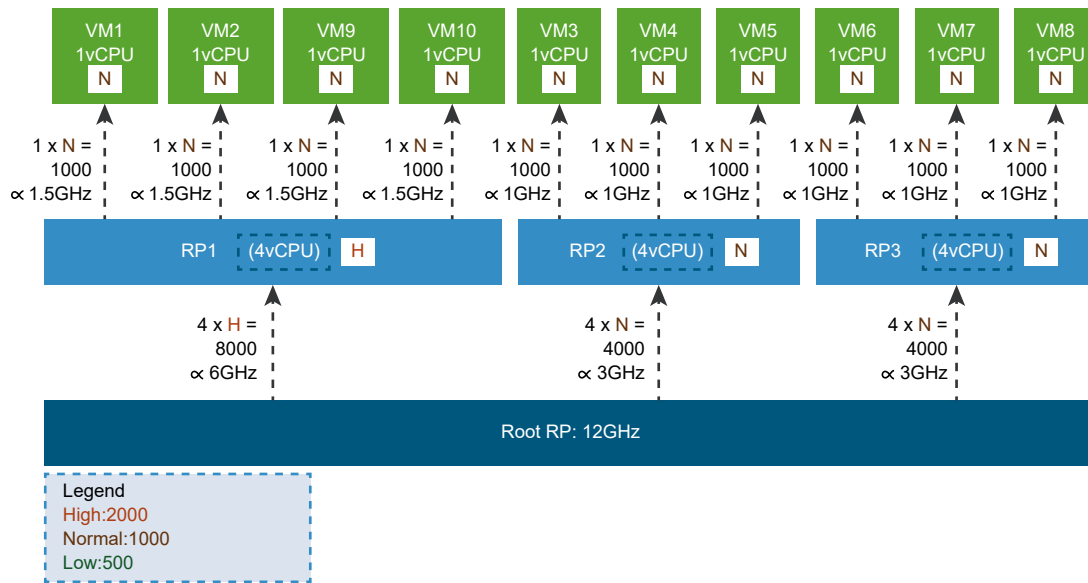 VM1
1vCPU
N
VM2
1vCPU
N
VM9
1vCPU
N
VM10
1vCPU
N
VM3
1vCPU
N
VM4
1vCPU
N
VM5
1vCPU
N
VM6
1vCPU
N
VM7
1vCPU
N
VM8
1vCPU
N
1 x N =
1000
∝ 1.5GHz
1 x N =
1000
∝ 1.5GHz
1 x N =
1000
∝ 1.5GHz
1 x N =
1000
∝ 1.5GHz
1 x N =
1000
∝ 1GHz
1 x N =
1000
∝ 1GHz
1 x N =
1000
∝ 1GHz
1 x N =
1000
∝ 1GHz
1 x N =
1000
∝ 1GHz
1 x N =
1000
∝ 1GHz
RP1 (4vCPU) H
RP2 (4vCPU) N
RP3 (4vCPU) N
4 x H =
8000
∝ 6GHz
4 x N =
4000
∝ 3GHz
4 x N =
4000
∝ 3GHz
Root RP: 12GHz
Legend
High:2000
Normal:1000
Low:500